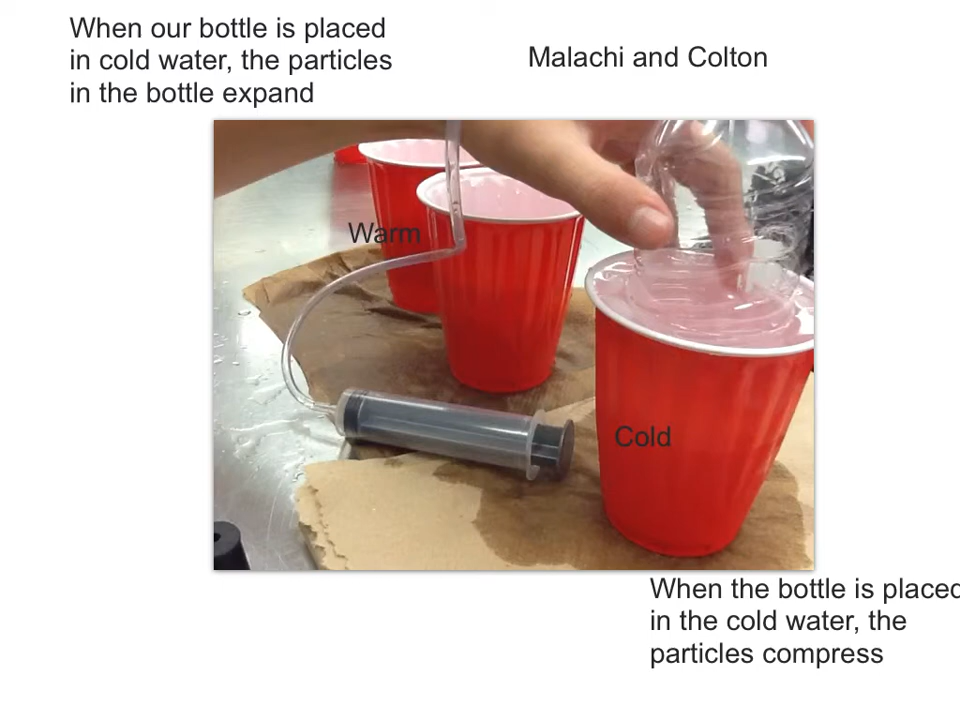 When our bottle is placed
in cold water, the particles
in the bottle expand
Malachi and Colton
Warm
Cold
When the bottle is placed
in the cold water, the
particles compress